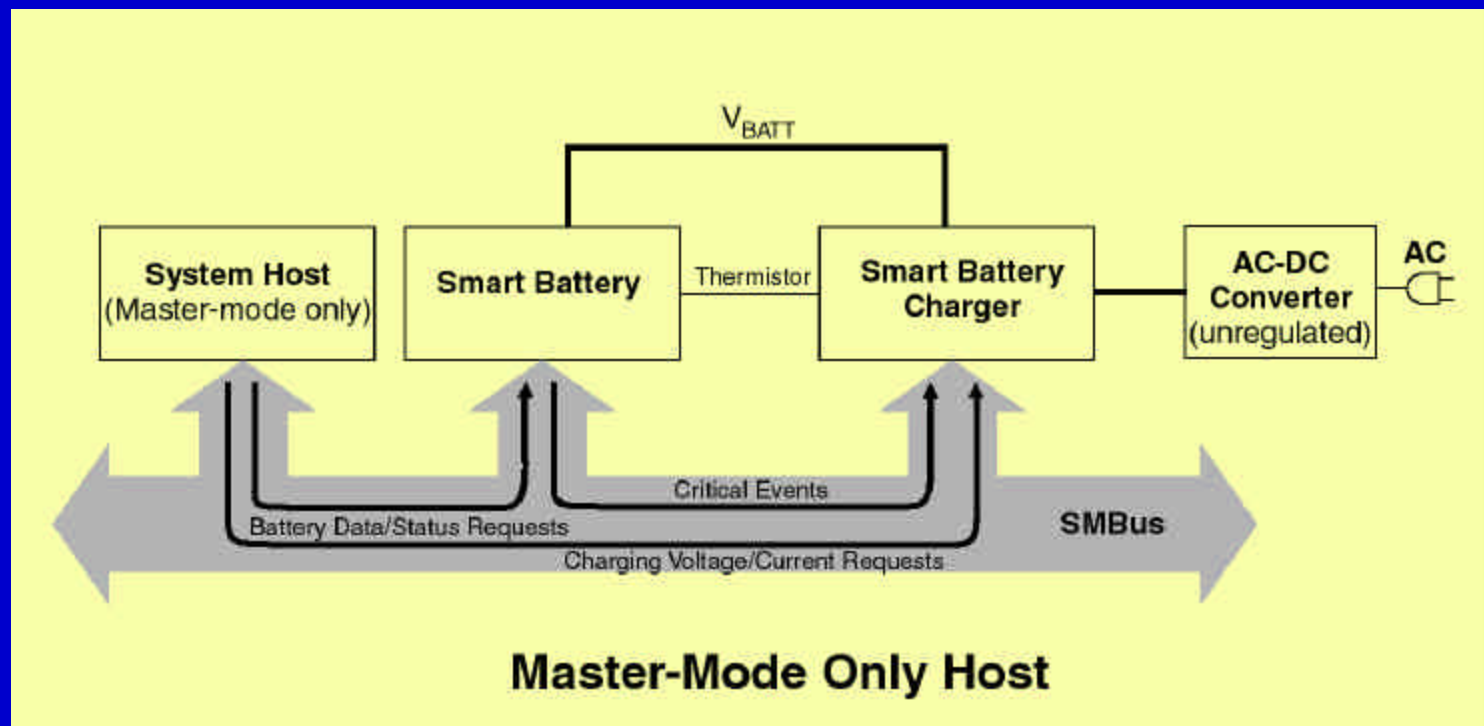 V_BATT
System Host
(Master-mode only)
Smart Battery
Thermistor
Smart Battery
Charger
AC-DC
Converter
(unregulated)
AC
Critical Events
Battery Data/Status Requests
SMBus
Charging Voltage/Current Requests
Master-Mode Only Host